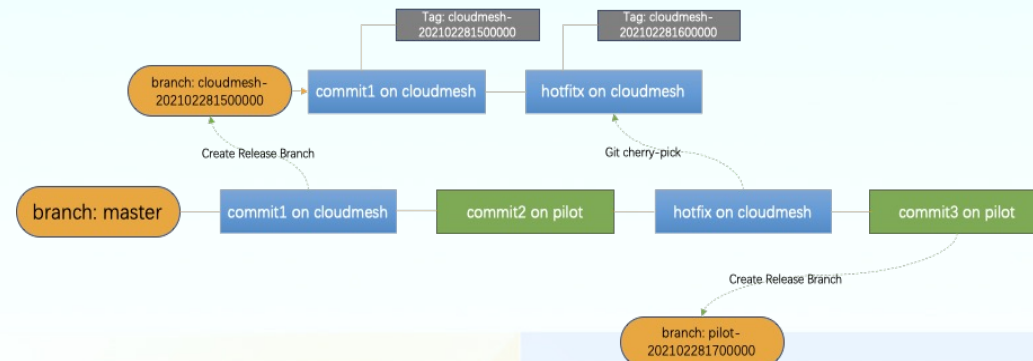 Tag: cloudmesh-
202102281500000
Tag: cloudmesh-
202102281600000
branch: cloudmesh-
202102281500000
commit1 on cloudmesh
hotfitx on cloudmesh
Create Release Branch
Git cherry-pick
branch: master
commit1 on cloudmesh
commit2 on pilot
hotfix on cloudmesh
commit3 on pilot
Create Release Branch
branch: pilot-
202102281700000